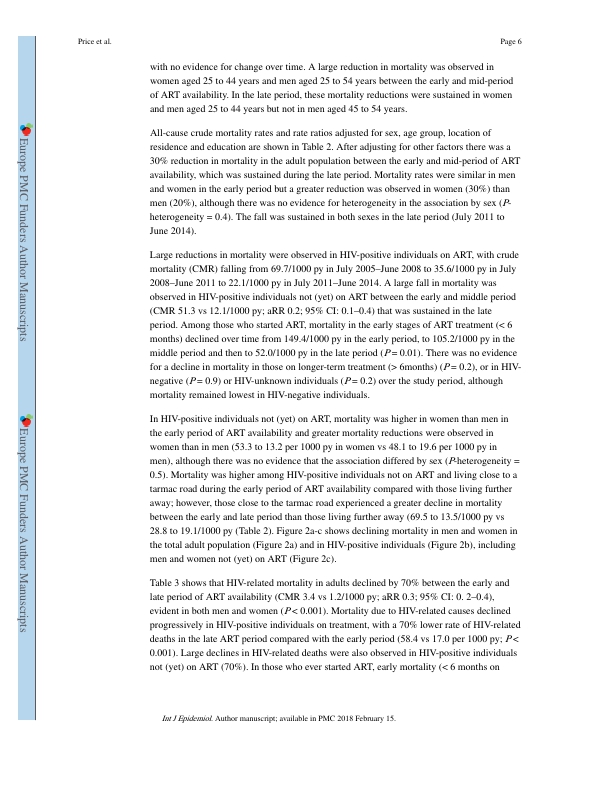 Price et al.
Page 6
with no evidence for change over time. A large reduction in mortality was observed in
women aged 25 to 44 years and men aged 25 to 54 years between the early and mid-period
of ART availability. In the late period, these mortality reductions were sustained in women
and men aged 25 to 44 years but not in men aged 45 to 54 years.
All-cause crude mortality rates and rate ratios adjusted for sex, age group, location of
residence and education are shown in Table 2. After adjusting for other factors there was a
30% reduction in mortality in the adult population between the early and mid-period of ART
availability, which was sustained during the late period. Mortality rates were similar in men
and women in the early period but a greater reduction was observed in women (30%) than
men (20%), although there was no evidence for heterogeneity in the association by sex (P-
heterogeneity = 0.4). The fall was sustained in both sexes in the late period (July 2011 to
June 2014).
Large reductions in mortality were observed in HIV-positive individuals on ART, with crude
mortality (CMR) falling from 69.7/1000 py in July 2005–June 2008 to 35.6/1000 py in July
2008–June 2011 to 22.1/1000 py in July 2011–June 2014. A large fall in mortality was
observed in HIV-positive individuals not (yet) on ART between the early and middle period
(CMR 51.3 vs 12.1/1000 py; aRR 0.2; 95% CI: 0.1–0.4) that was sustained in the late
period. Among those who started ART, mortality in the early stages of ART treatment (< 6
months) declined over time from 149.4/1000 py in the early period, to 105.2/1000 py in the
middle period and then to 52.0/1000 py in the late period (P = 0.01). There was no evidence
for a decline in mortality in those on longer-term treatment (> 6months) (P = 0.2), or in HIV-
negative (P = 0.9) or HIV-unknown individuals (P = 0.2) over the study period, although
mortality remained lowest in HIV-negative individuals.
In HIV-positive individuals not (yet) on ART, mortality was higher in women than men in
the early period of ART availability and greater mortality reductions were observed in
women than in men (53.3 to 13.2 per 1000 py in women vs 48.1 to 19.6 per 1000 py in
men), although there was no evidence that the association differed by sex (P-heterogeneity =
0.5). Mortality was higher among HIV-positive individuals not on ART and living close to a
tarmac road during the early period of ART availability compared with those living further
away; however, those close to the tarmac road experienced a greater decline in mortality
between the early and late period than those living further away (69.5 to 13.5/1000 py vs
28.8 to 19.1/1000 py (Table 2). Figure 2a-c shows declining mortality in men and women in
the total adult population (Figure 2a) and in HIV-positive individuals (Figure 2b), including
men and women not (yet) on ART (Figure 2c).
Table 3 shows that HIV-related mortality in adults declined by 70% between the early and
late period of ART availability (CMR 3.4 vs 1.2/1000 py; aRR 0.3; 95% CI: 0. 2–0.4),
evident in both men and women (P < 0.001). Mortality due to HIV-related causes declined
progressively in HIV-positive individuals on treatment, with a 70% lower rate of HIV-related
deaths in the late ART period compared with the early period (58.4 vs 17.0 per 1000 py; P <
0.001). Large declines in HIV-related deaths were also observed in HIV-positive individuals
not (yet) on ART (70%). In those who ever started ART, early mortality (< 6 months on
Int J Epidemiol. Author manuscript; available in PMC 2018 February 15.
Europe PMC Funders Author Manuscripts
Europe PMC Funders Author Manuscripts